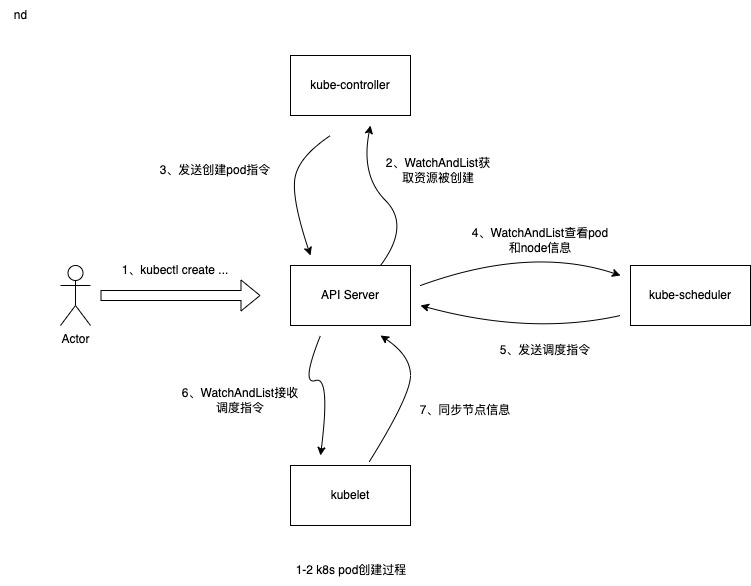 nd
kube-controller
3、发送创建pod指令
2、WatchAndList获
取资源被创建
4、WatchAndList查看pod
和node信息
1、kubectl create ...
API Server
kube-scheduler
Actor
5、发送调度指令
6、WatchAndList接收
调度指令
7、同步节点信息
kubelet
1-2 k8s pod创建过程